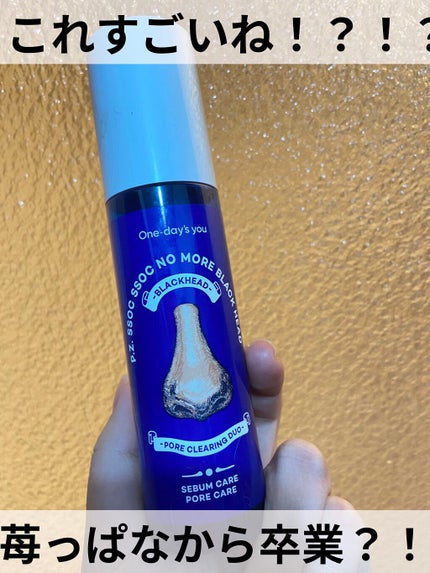 これすごいね！？！？
One-day's you
P.Z. SSOC SSOC NO MORE BLACK HEAD
-BLACKHEAD-
-PORE CLEARING DUO-
SEBUM CARE
PORE CARE
苺っぱなから卒業？！